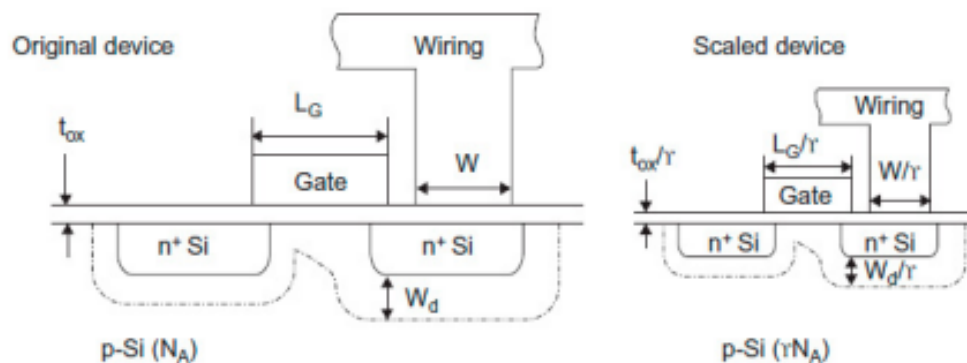 Original device
Wiring
Scaled device
L_G
t_ox
W
Gate
n⁺ Si
n⁺ Si
W_d
p-Si (N_A)
Wiring
L_G/ϒ
t_ox/ϒ
W/ϒ
Gate
n⁺ Si
n⁺ Si
W_d/ϒ
p-Si (ϒN_A)